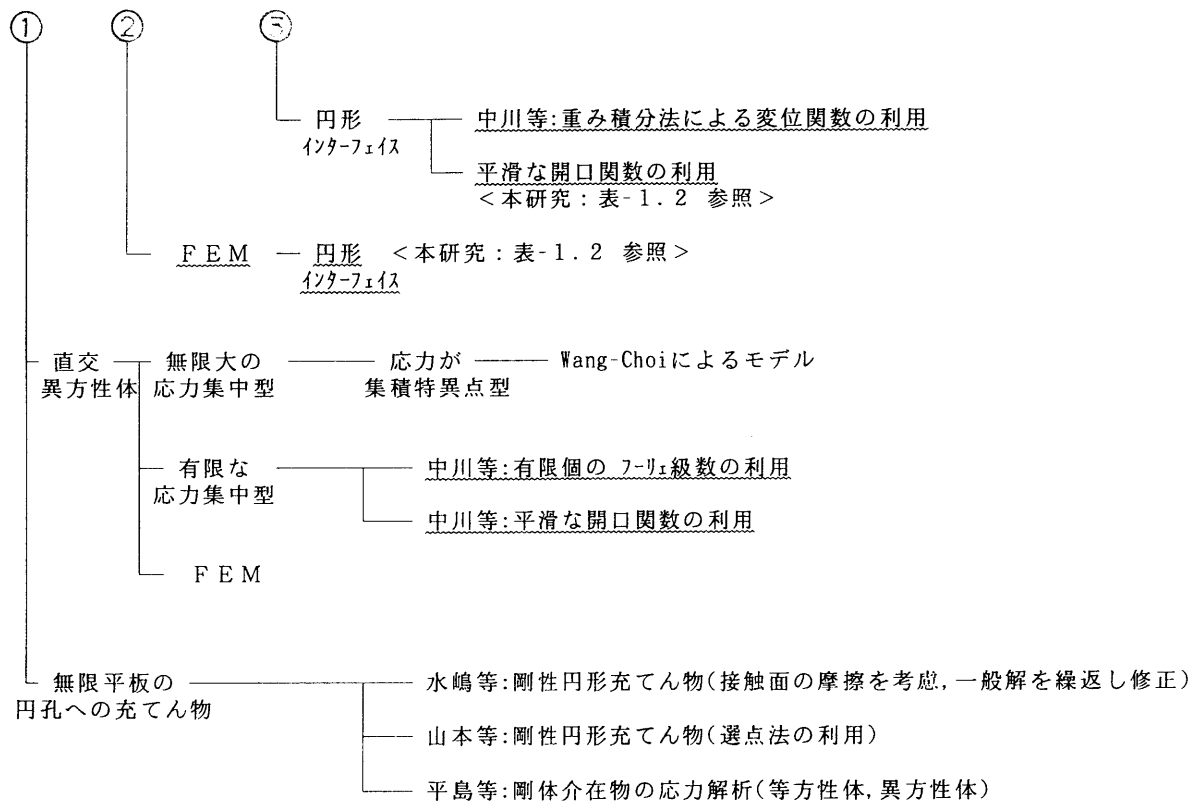 ① ② ③
円形 中川等:重み積分法による変位関数の利用
インターフェイス
平滑な開口関数の利用
<本研究:表-1.2 参照>
FEM 円形 <本研究:表-1.2 参照>
インターフェイス
直交 無限大の 応力が Wang-Choiによるモデル
異方性体 応力集中型 集積特異点型
有限な 中川等:有限個の フーリェ級数の利用
応力集中型
中川等:平滑な開口関数の利用
FEM
無限平板の 水嶋等:剛性円形充てん物(接触面の摩擦を考慮,一般解を繰返し修正)
円孔への充てん物
山本等:剛性円形充てん物(選点法の利用)
平島等:剛体介在物の応力解析(等方性体,異方性体)